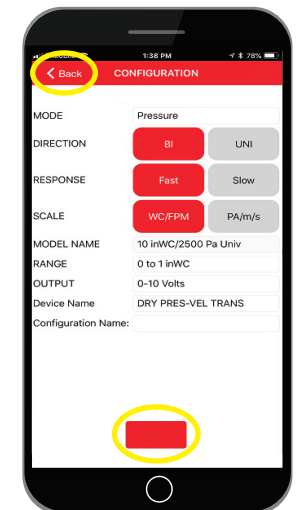 1:38 PM 78%
Back CONFIGURATION
MODE Pressure
DIRECTION BI UNI
RESPONSE Fast Slow
SCALE WC/FPM PA/m/s
MODEL NAME 10 inWC/2500 Pa Univ
RANGE 0 to 1 inWC
OUTPUT 0-10 Volts
Device Name DRY PRES-VEL TRANS
Configuration Name: